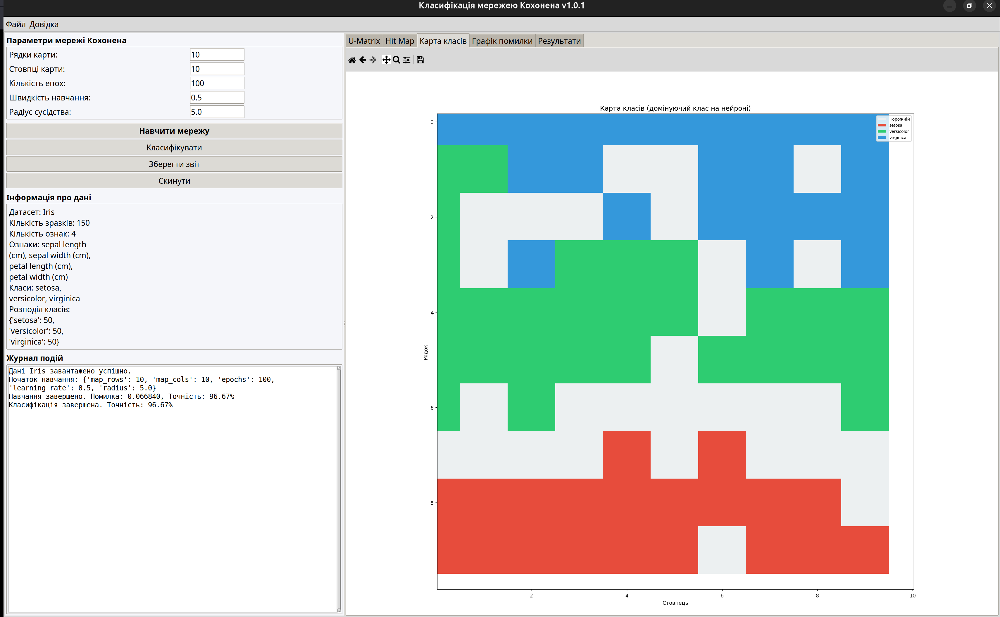 Класифікація мережею Кохонена v1.0.1
Файл Довідка
Параметри мережі Кохонена
Рядки карти: 10
Стовпці карти: 10
Кількість епох: 100
Швидкість навчання: 0.5
Радіус сусідства: 5.0
Навчити мережу
Класифікувати
Зберегти звіт
Скинути
Інформація про дані
Датасет: Iris
Кількість зразків: 150
Кількість ознак: 4
Ознаки: sepal length
(cm), sepal width (cm),
petal length (cm),
petal width (cm)
Класи: setosa,
versicolor, virginica
Розподіл класів:
{'setosa': 50,
'versicolor': 50,
'virginica': 50}
Журнал подій
Дані Iris завантажено успішно.
Початок навчання: {'map_rows': 10, 'map_cols': 10, 'epochs': 100,
'learning_rate': 0.5, 'radius': 5.0}
Навчання завершено. Помилка: 0.066840, Точність: 96.67%
Класифікація завершена. Точність: 96.67%
U-Matrix Hit Map Карта класів Графік помилки Результати
Карта класів (домінуючий клас на нейроні)
Порожній
setosa
versicolor
virginica
0
2
4
6
8
Рядок
2 4 6 8 10
Стовпець